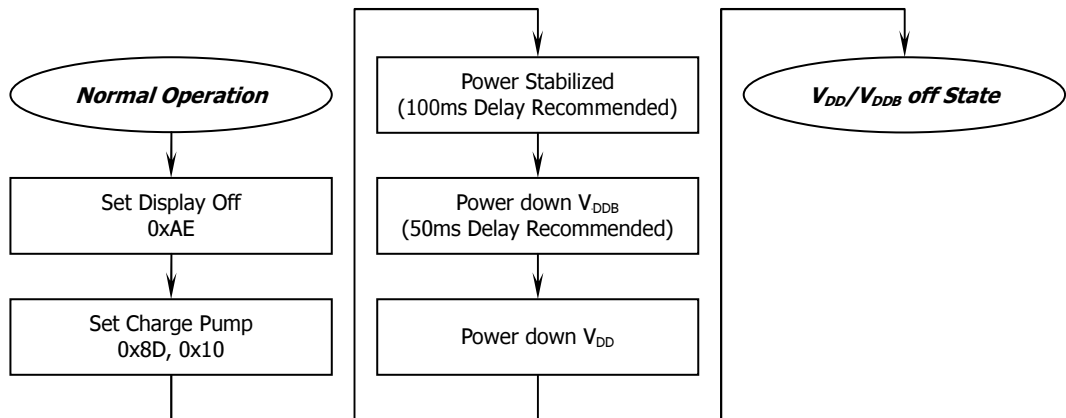 Normal Operation
Set Display Off
0xAE
Set Charge Pump
0x8D, 0x10
Power Stabilized
(100ms Delay Recommended)
Power down VDDB
(50ms Delay Recommended)
Power down VDD
VDD/VDDB off State